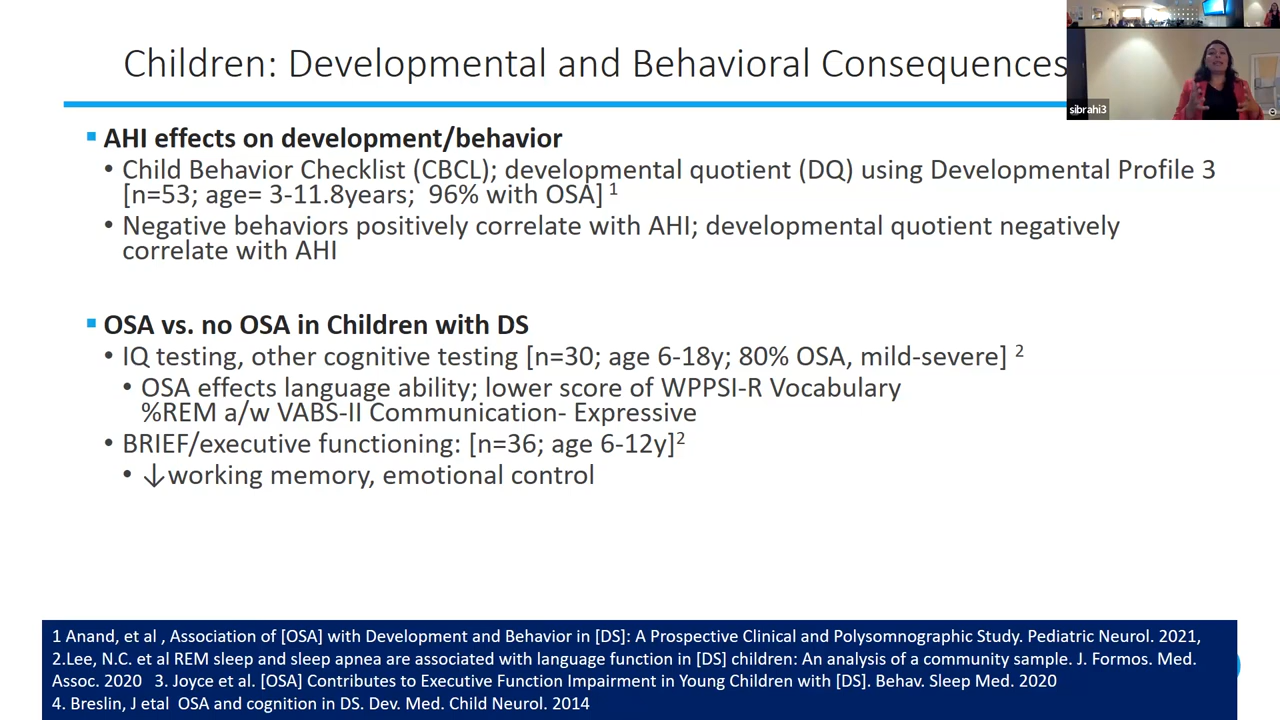 Children: Developmental and Behavioral Consequences
sibrahi3
AHI effects on development/behavior
Child Behavior Checklist (CBCL); developmental quotient (DQ) using Developmental Profile 3
[n=53; age= 3-11.8years;  96% with OSA] 1
Negative behaviors positively correlate with AHI; developmental quotient negatively
correlate with AHI
OSA vs. no OSA in Children with DS
IQ testing, other cognitive testing [n=30; age 6-18y; 80% OSA, mild-severe] 2
OSA effects language ability; lower score of WPPSI-R Vocabulary
%REM a/w VABS-II Communication- Expressive
BRIEF/executive functioning: [n=36; age 6-12y]2
↓working memory, emotional control
1 Anand, et al , Association of [OSA] with Development and Behavior in [DS]: A Prospective Clinical and Polysomnographic Study. Pediatric Neurol. 2021,
2.Lee, N.C. et al REM sleep and sleep apnea are associated with language function in [DS] children: An analysis of a community sample. J. Formos. Med.
Assoc. 2020   3. Joyce et al. [OSA] Contributes to Executive Function Impairment in Young Children with [DS]. Behav. Sleep Med. 2020
4. Breslin, J etal  OSA and cognition in DS. Dev. Med. Child Neurol. 2014